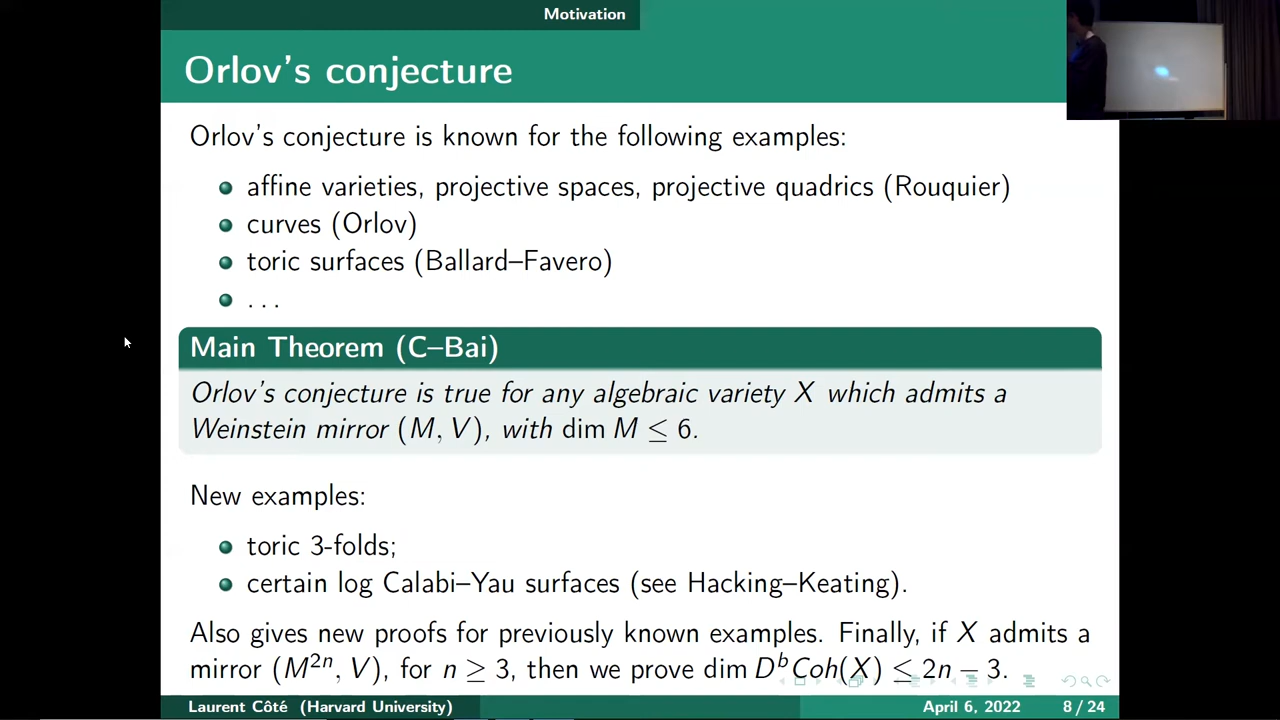 Motivation
Orlov's conjecture
Orlov's conjecture is known for the following examples:
affine varieties, projective spaces, projective quadrics (Rouquier)
curves (Orlov)
toric surfaces (Ballard–Favero)
...
Main Theorem (C–Bai)
Orlov's conjecture is true for any algebraic variety X which admits a
Weinstein mirror (M, V), with dim M ≤ 6.
New examples:
toric 3-folds;
certain log Calabi–Yau surfaces (see Hacking–Keating).
Also gives new proofs for previously known examples. Finally, if X admits a
mirror (M²ⁿ, V), for n ≥ 3, then we prove dim DᵇCoh(X) ≤ 2n − 3.
Laurent Côté (Harvard University)
April 6, 2022
8 / 24